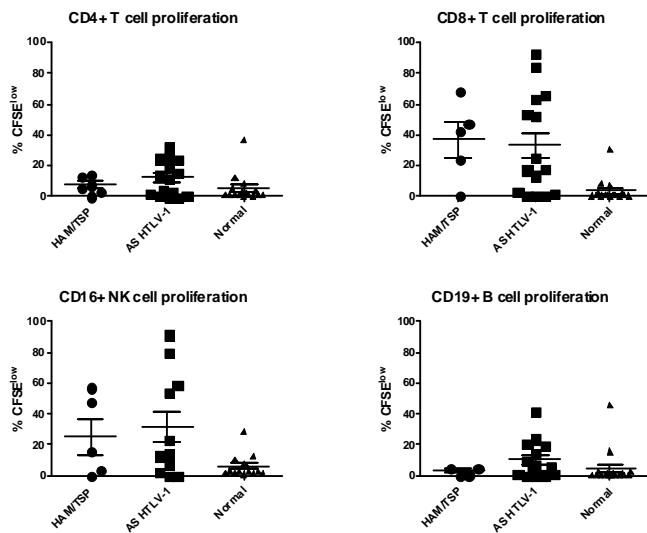 CD4+ T cell proliferation
100
80
60
40
20
0
% CFSElow
HAM/TSP
AS HTLV-1
Normal
CD8+ T cell proliferation
100
80
60
40
20
0
% CFSElow
HAM/TSP
AS HTLV-1
Normal
CD16+ NK cell proliferation
100
80
60
40
20
0
% CFSElow
HAM/TSP
AS HTLV-1
Normal
CD19+ B cell proliferation
100
80
60
40
20
0
% CFSElow
HAM/TSP
AS HTLV-1
Normal